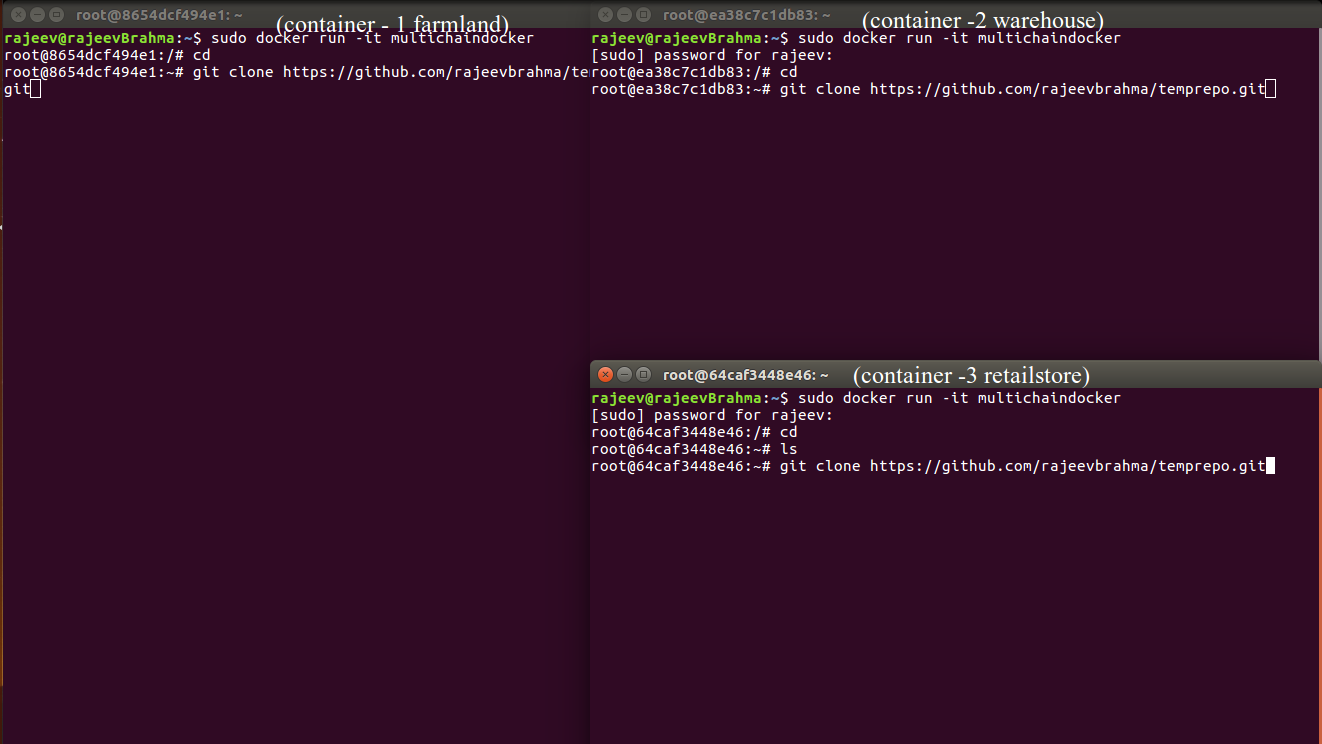 root@8654dcf494e1: ~
(container - 1 farmland)
rajeev@rajeevBrahma:~$ sudo docker run -it multichaindocker
root@8654dcf494e1:/# cd
root@8654dcf494e1:~# git clone https://github.com/rajeevbrahma/te
git
root@ea38c7c1db83: ~
(container -2 warehouse)
rajeev@rajeevBrahma:~$ sudo docker run -it multichaindocker
[sudo] password for rajeev:
root@ea38c7c1db83:/# cd
root@ea38c7c1db83:~# git clone https://github.com/rajeevbrahma/temprepo.git
root@64caf3448e46: ~
(container -3 retailstore)
rajeev@rajeevBrahma:~$ sudo docker run -it multichaindocker
[sudo] password for rajeev:
root@64caf3448e46:/# cd
root@64caf3448e46:~# ls
root@64caf3448e46:~# git clone https://github.com/rajeevbrahma/temprepo.git